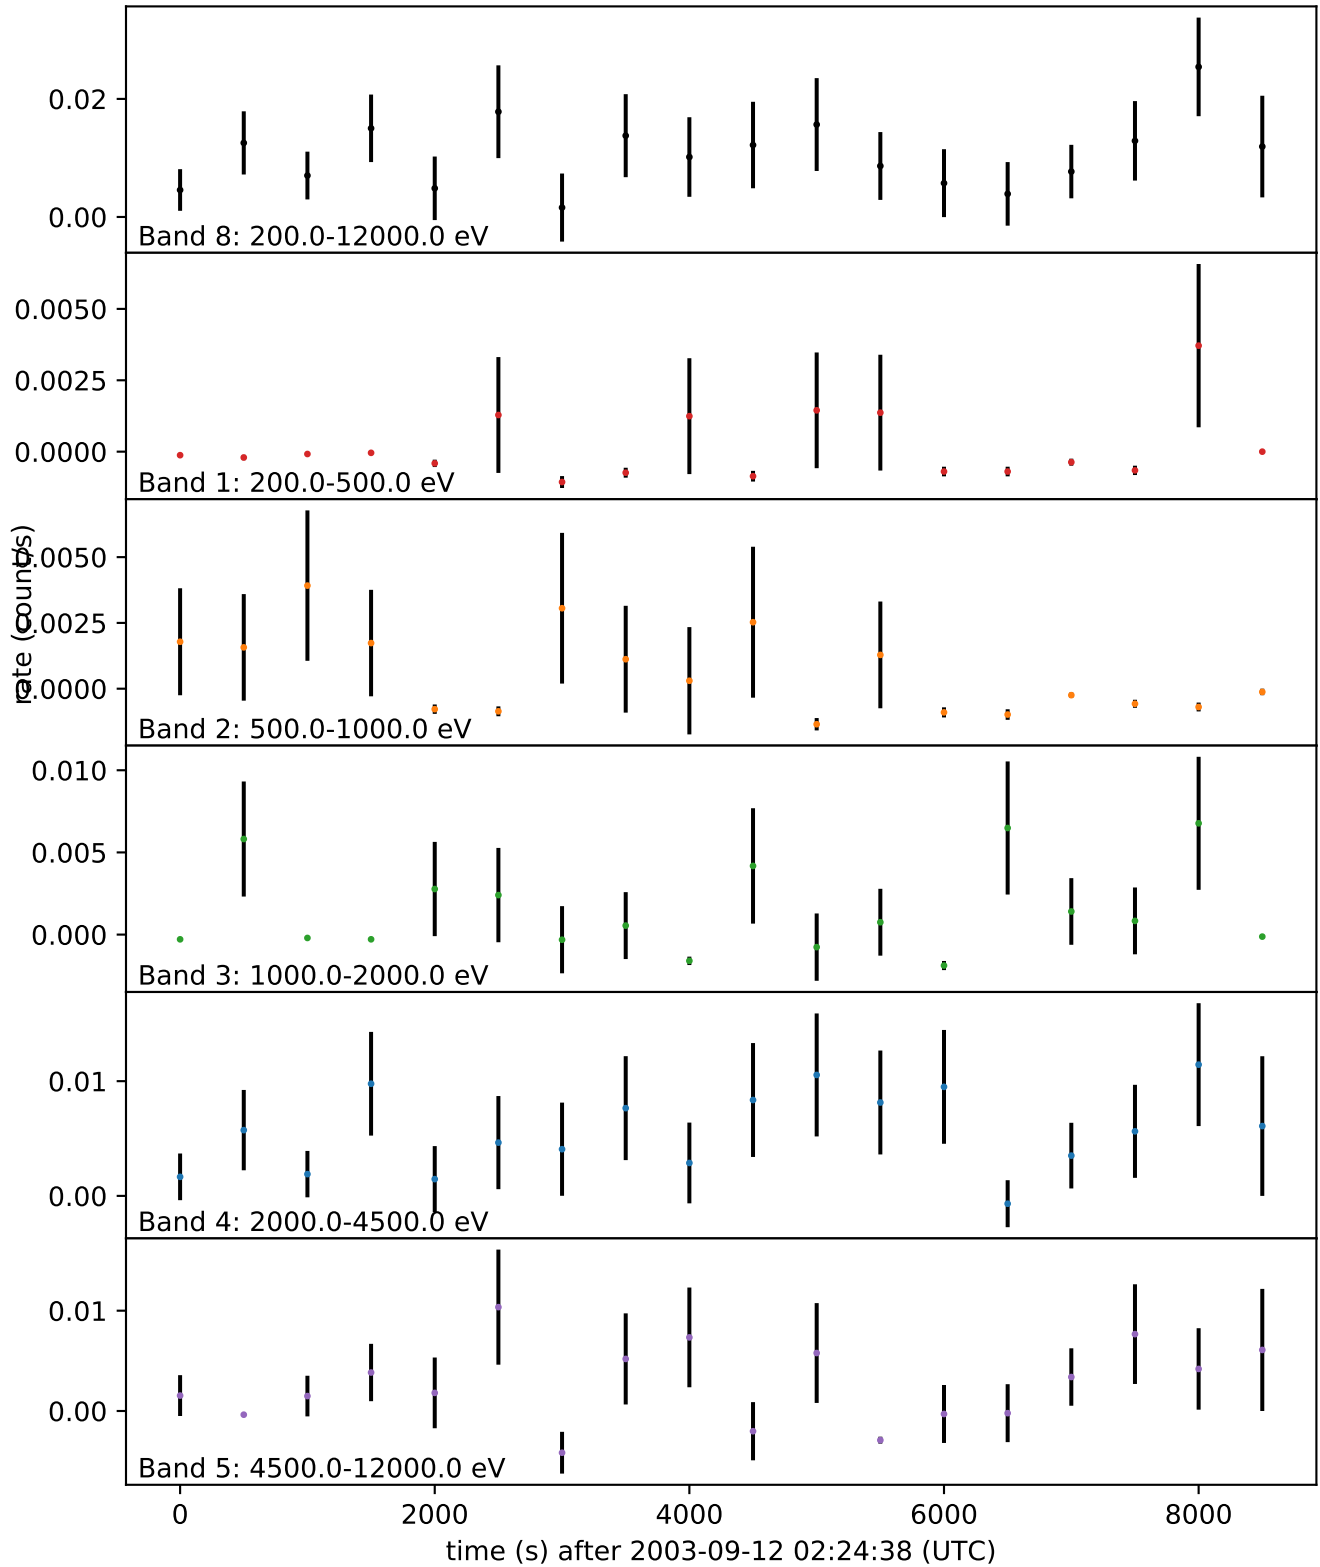 0.02
0.00
Band 8: 200.0-12000.0 eV
0.0050
0.0025
0.0000
Band 1: 200.0-500.0 eV
rate (count/s)
0.0050
0.0025
0.0000
Band 2: 500.0-1000.0 eV
0.010
0.005
0.000
Band 3: 1000.0-2000.0 eV
0.01
0.00
Band 4: 2000.0-4500.0 eV
0.01
0.00
Band 5: 4500.0-12000.0 eV
0 2000 4000 6000 8000
time (s) after 2003-09-12 02:24:38 (UTC)